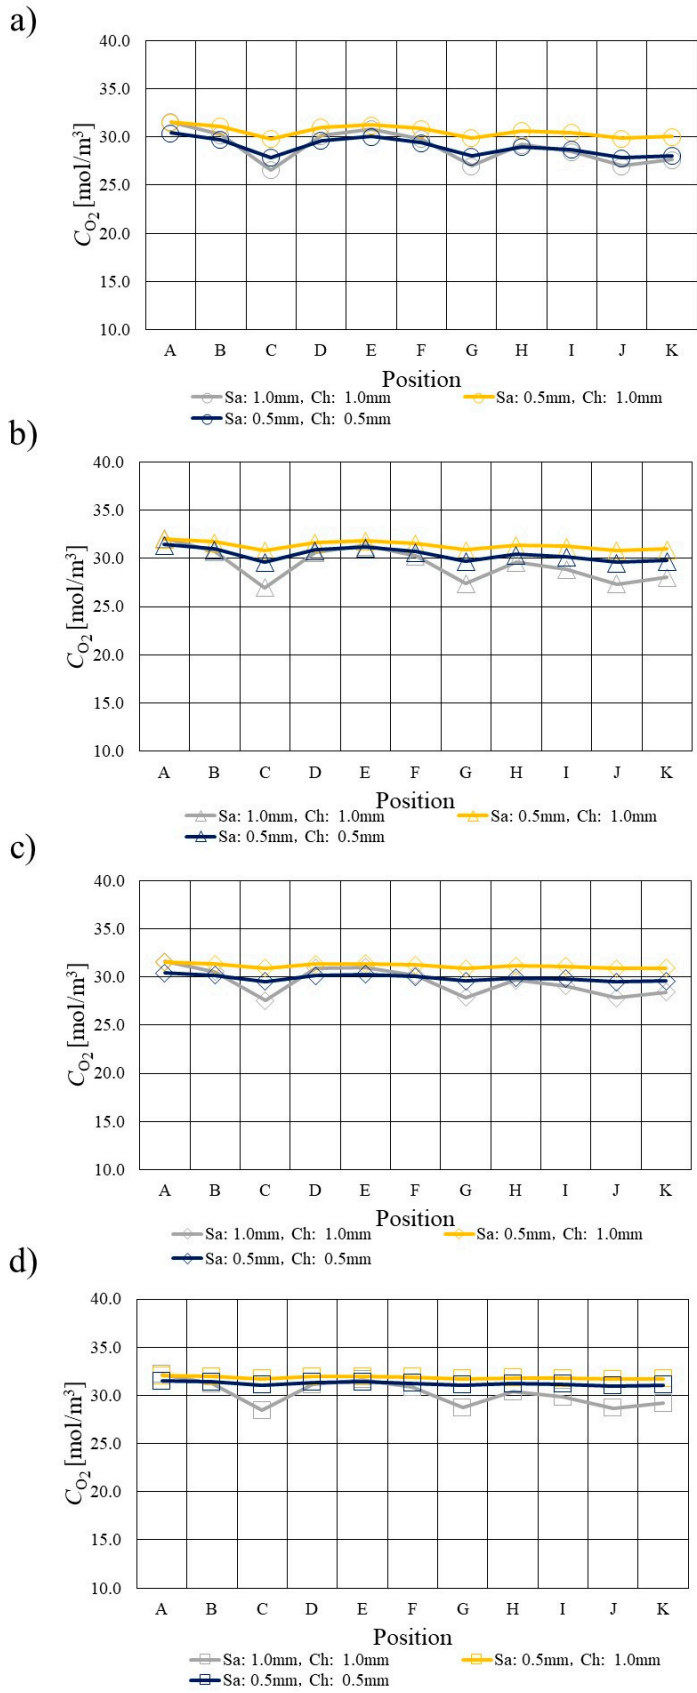 a)
40.0
35.0
30.0
25.0
20.0
15.0
10.0
C_O2 [mol/m³]
A B C D E F G H I J K
Position
Sa: 1.0mm, Ch: 1.0mm Sa: 0.5mm, Ch: 1.0mm
Sa: 0.5mm, Ch: 0.5mm
b)
40.0
35.0
30.0
25.0
20.0
15.0
10.0
C_O2 [mol/m³]
A B C D E F G H I J K
Position
Sa: 1.0mm, Ch: 1.0mm Sa: 0.5mm, Ch: 1.0mm
Sa: 0.5mm, Ch: 0.5mm
c)
40.0
35.0
30.0
25.0
20.0
15.0
10.0
C_O2 [mol/m³]
A B C D E F G H I J K
Position
Sa: 1.0mm, Ch: 1.0mm Sa: 0.5mm, Ch: 1.0mm
Sa: 0.5mm, Ch: 0.5mm
d)
40.0
35.0
30.0
25.0
20.0
15.0
10.0
C_O2 [mol/m³]
A B C D E F G H I J K
Position
Sa: 1.0mm, Ch: 1.0mm Sa: 0.5mm, Ch: 1.0mm
Sa: 0.5mm, Ch: 0.5mm